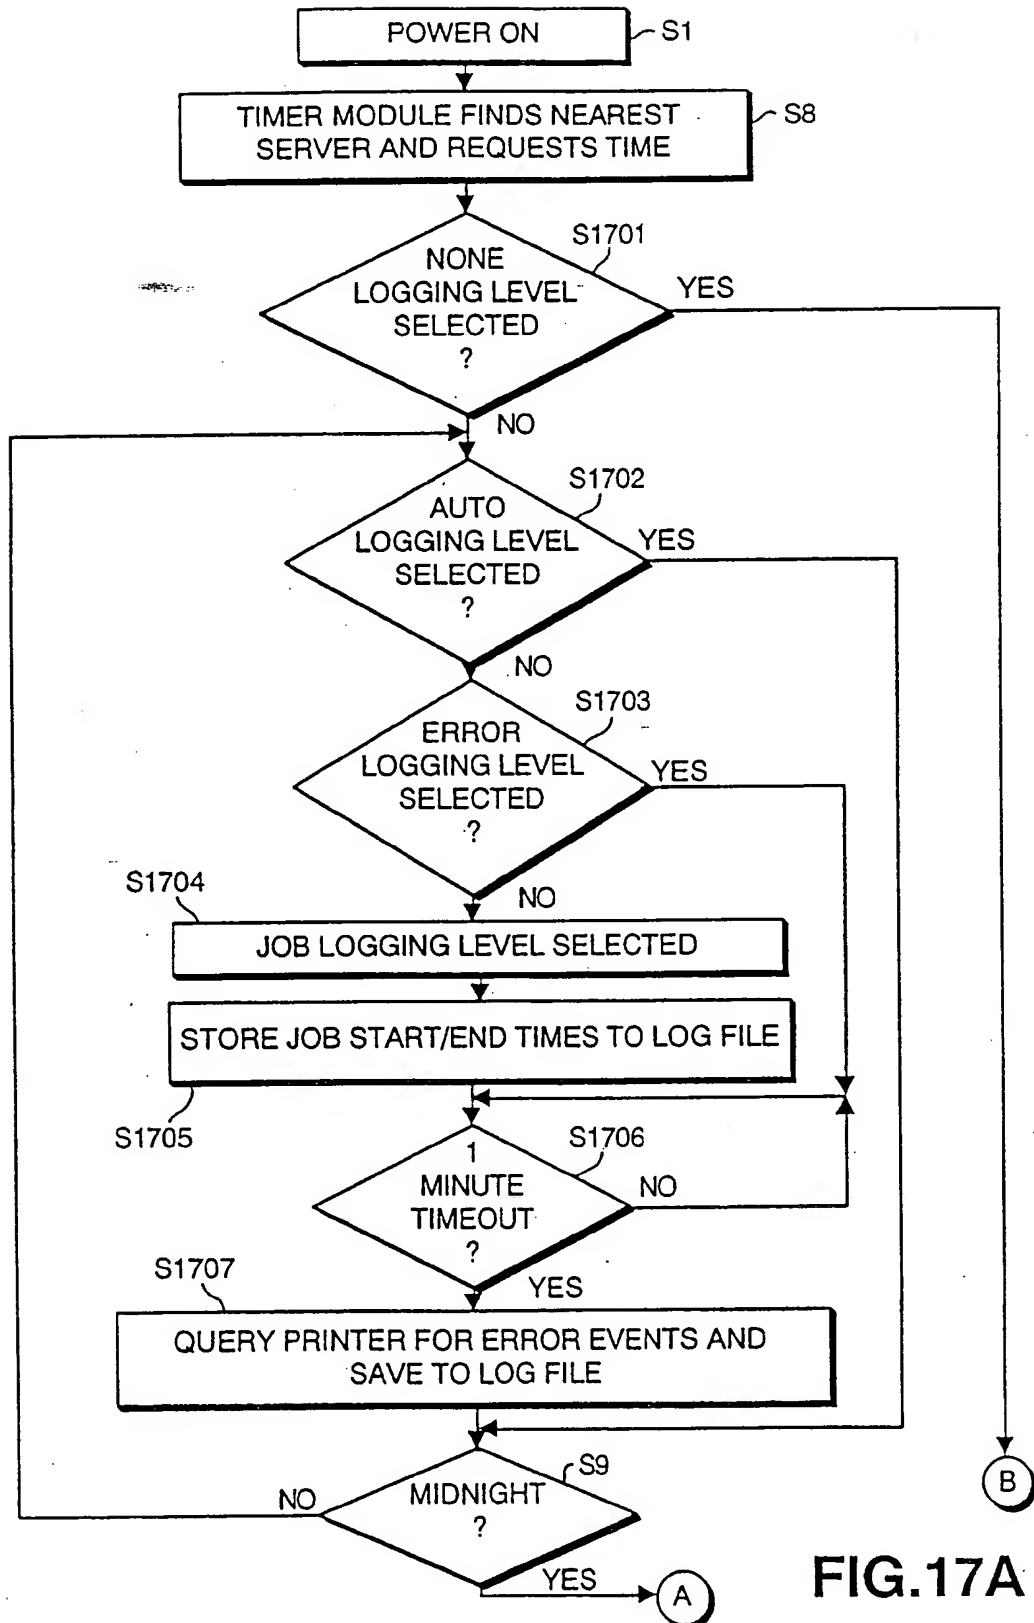 POWER ON
S1
TIMER MODULE FINDS NEAREST
SERVER AND REQUESTS TIME
S8
S1701
NONE
LOGGING LEVEL
SELECTED
?
YES
NO
S1702
AUTO
LOGGING LEVEL
SELECTED
?
YES
NO
S1703
ERROR
LOGGING LEVEL
SELECTED
?
YES
NO
S1704
JOB LOGGING LEVEL SELECTED
STORE JOB START/END TIMES TO LOG FILE
S1705
S1706
1
MINUTE
TIMEOUT
?
NO
YES
S1707
QUERY PRINTER FOR ERROR EVENTS AND
SAVE TO LOG FILE
S9
MIDNIGHT
?
NO
YES
A
B
FIG.17A